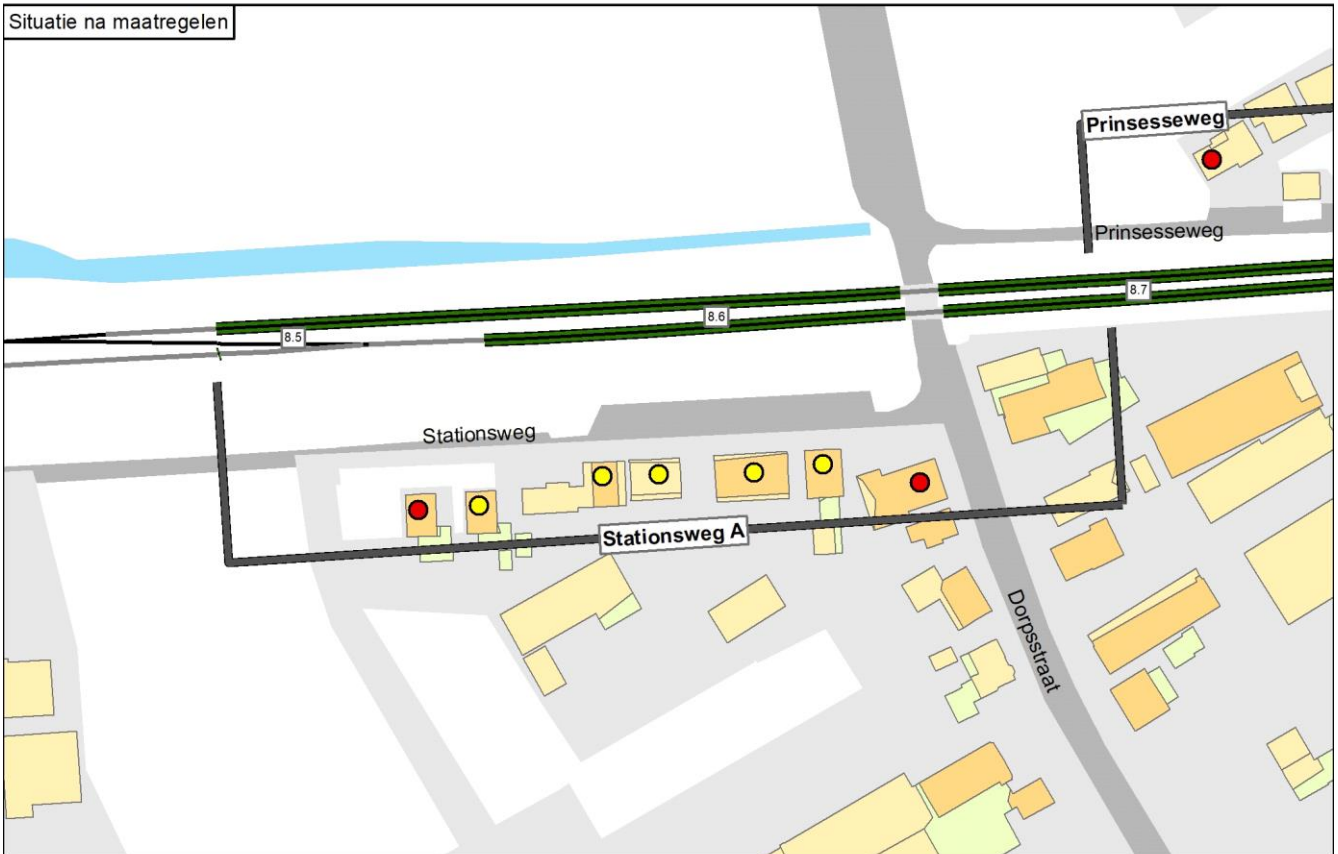 Situatie na maatregelen
Prinsesseweg
Prinsesseweg
8.7
8.6
8.5
Stationsweg
Stationsweg A
Dorpsstraat